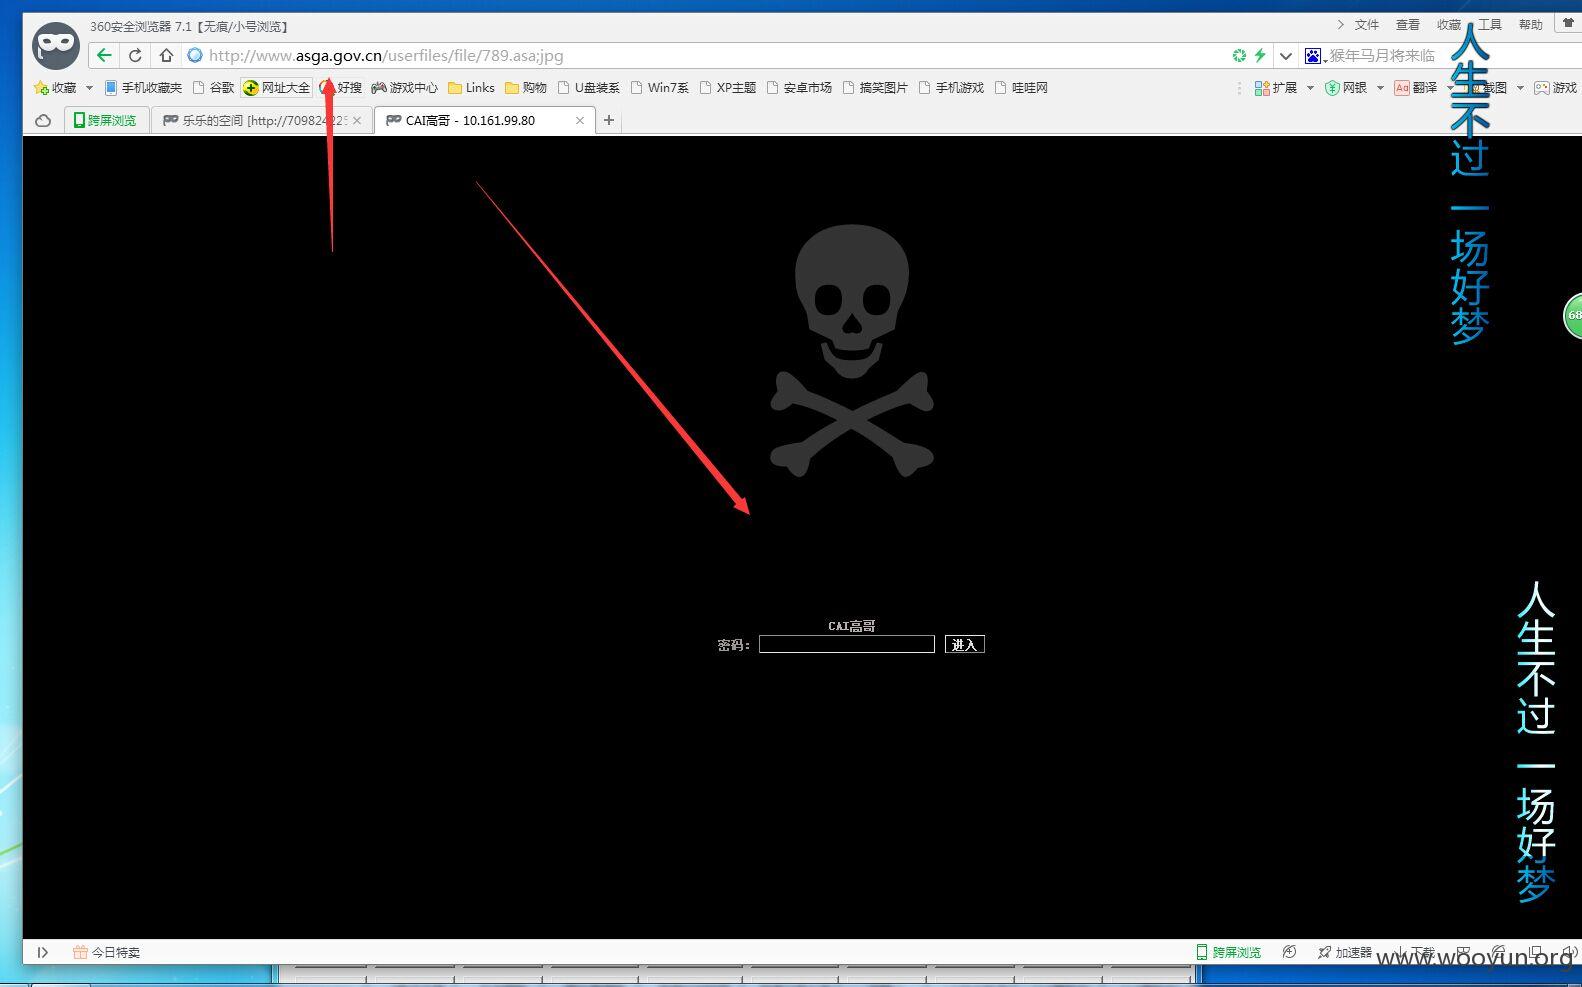 360安全浏览器 7.1【无痕/小号浏览】
文件 查看 收藏 工具 帮助
http://www.asga.gov.cn/userfiles/file/789.asa;jpg
猴年马月将来临
收藏 手机收藏夹 谷歌 网址大全 好搜 游戏中心 Links 购物 U盘装系 Win7系 XP主题 安卓市场 搞笑图片 手机游戏 哇哇网 扩展 网银 翻译 截图 游戏
跨屏浏览 乐乐的空间 [http://709824225 CAI高哥 - 10.161.99.80
人生不过一场好梦
68
CAI高哥
密码：
进入
人生不过一场好梦
今日特卖
跨屏浏览 加速器 下载
www.wooyun.org